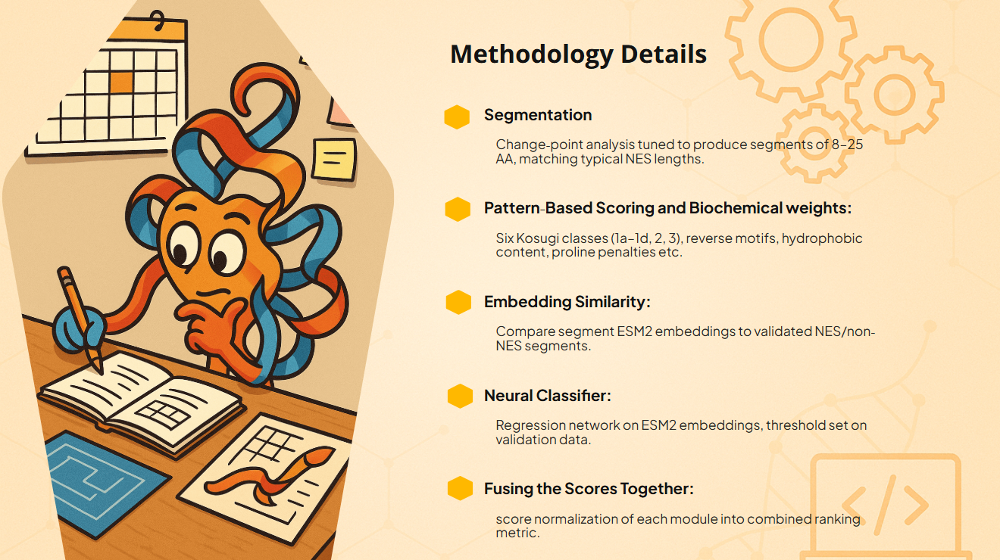 Methodology Details
Segmentation
Change-point analysis tuned to produce segments of 8–25
AA, matching typical NES lengths.
Pattern-Based Scoring and Biochemical weights:
Six Kosugi classes (1a–1d, 2, 3), reverse motifs, hydrophobic
content, proline penalties etc.
Embedding Similarity:
Compare segment ESM2 embeddings to validated NES/non-
NES segments.
Neural Classifier:
Regression network on ESM2 embeddings, threshold set on
validation data.
Fusing the Scores Together:
score normalization of each module into combined ranking
metric.